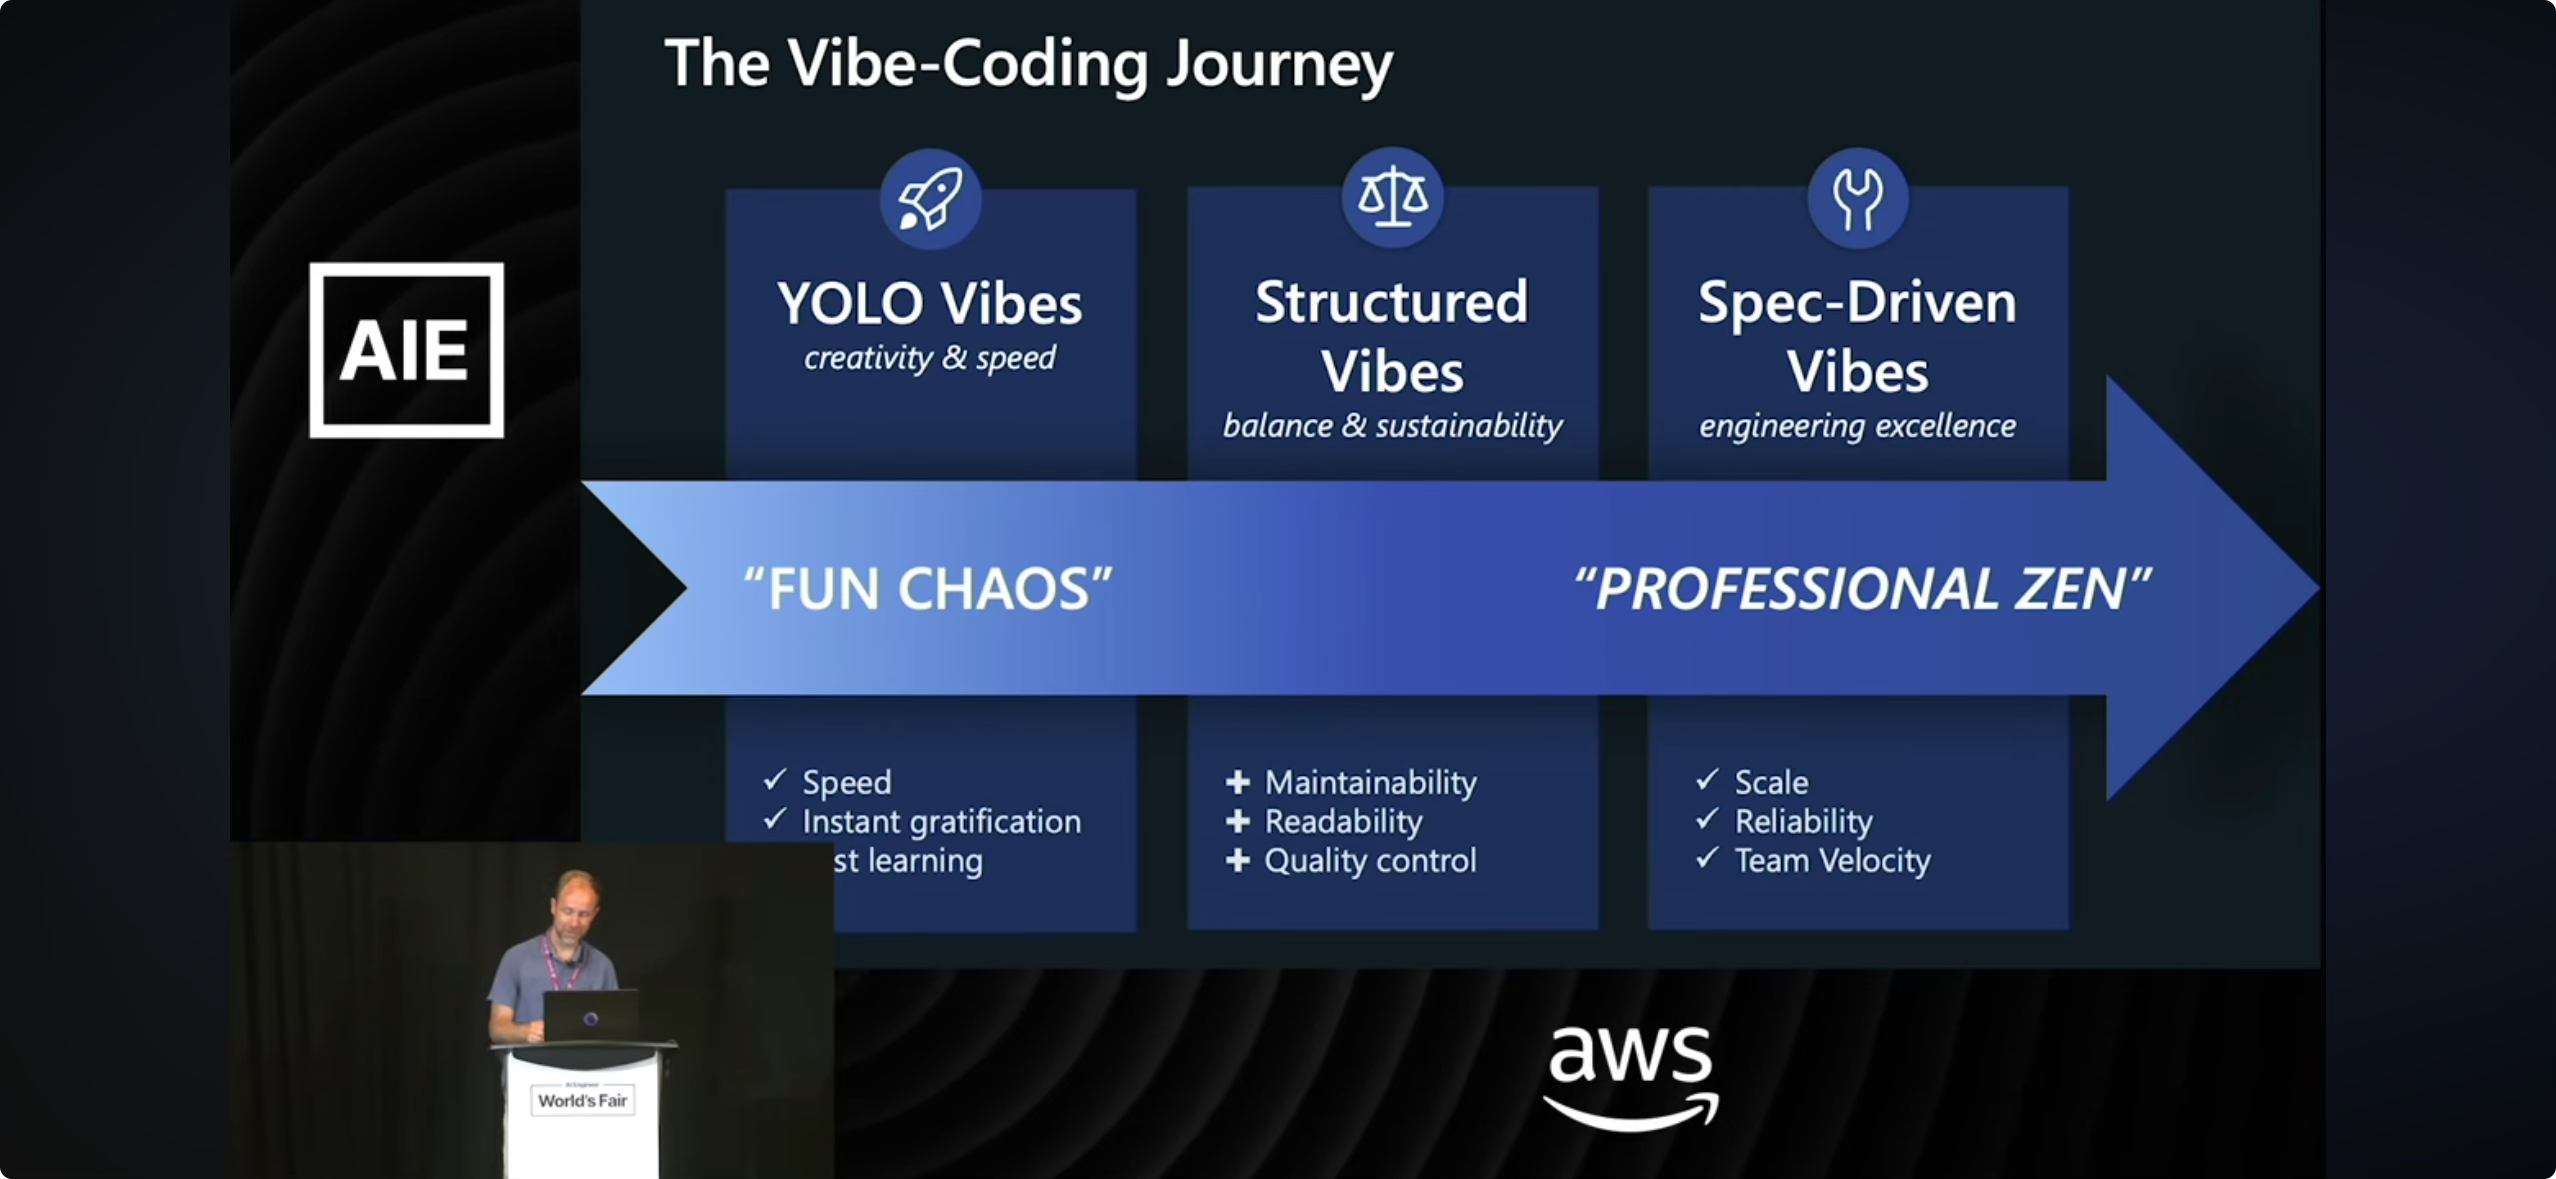 The Vibe-Coding Journey
AIE
YOLO Vibes
creativity & speed
Structured
Vibes
balance & sustainability
Spec-Driven
Vibes
engineering excellence
“FUN CHAOS”
“PROFESSIONAL ZEN”
✓ Speed
✓ Instant gratification
st learning
+ Maintainability
+ Readability
+ Quality control
✓ Scale
✓ Reliability
✓ Team Velocity
AI Engineer
World's Fair
aws